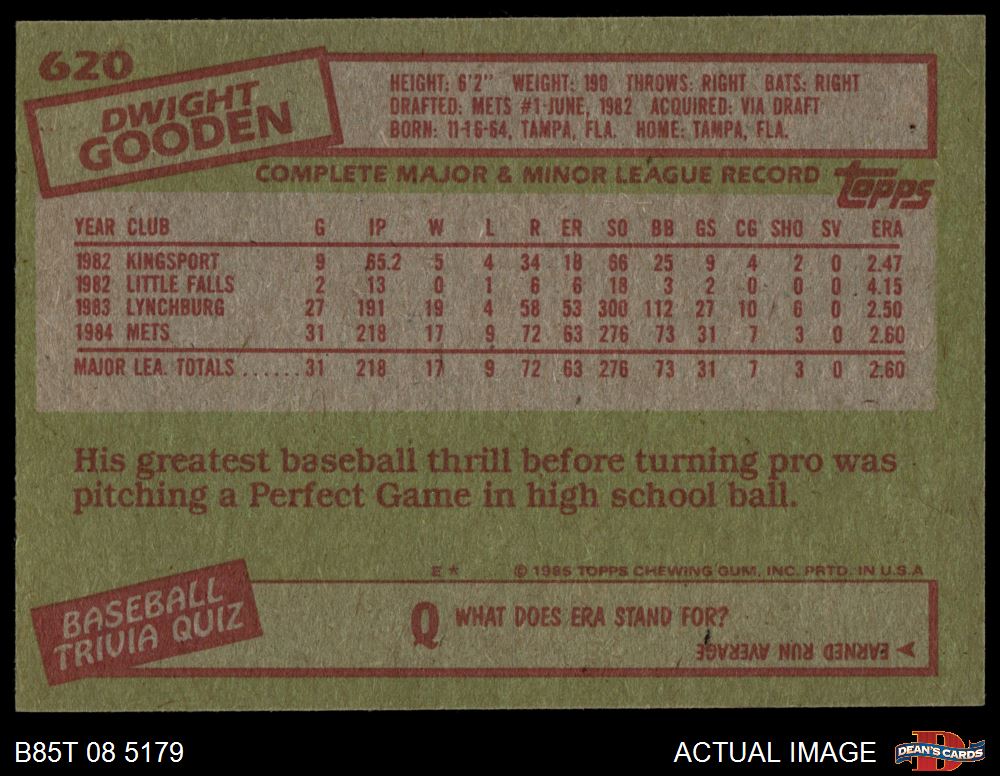 620
DWIGHT
GOODEN
HEIGHT: 6'2" WEIGHT: 190 THROWS: RIGHT BATS: RIGHT
DRAFTED: METS #1-JUNE, 1982 ACQUIRED: VIA DRAFT
BORN: 11-16-64, TAMPA, FLA. HOME: TAMPA, FLA.
COMPLETE MAJOR & MINOR LEAGUE RECORD
topps
YEAR CLUB G IP W L R ER SO BB GS CG SHO SV ERA
1982 KINGSPORT 9 65.2 5 4 34 18 66 25 9 4 2 0 2.47
1982 LITTLE FALLS 2 13 0 1 6 6 18 3 2 0 0 0 4.15
1983 LYNCHBURG 27 191 19 4 58 53 300 112 27 10 6 0 2.50
1984 METS 31 218 17 9 72 63 276 73 31 7 3 0 2.60
MAJOR LEA. TOTALS ...... 31 218 17 9 72 63 276 73 31 7 3 0 2.60
His greatest baseball thrill before turning pro was
pitching a Perfect Game in high school ball.
E* © 1985 TOPPS CHEWING GUM, INC. PRTD. IN U.S.A
BASEBALL
TRIVIA QUIZ
Q WHAT DOES ERA STAND FOR?
EARNED RUN AVERAGE
B85T 08 5179
ACTUAL IMAGE
D
DEAN'S CARDS